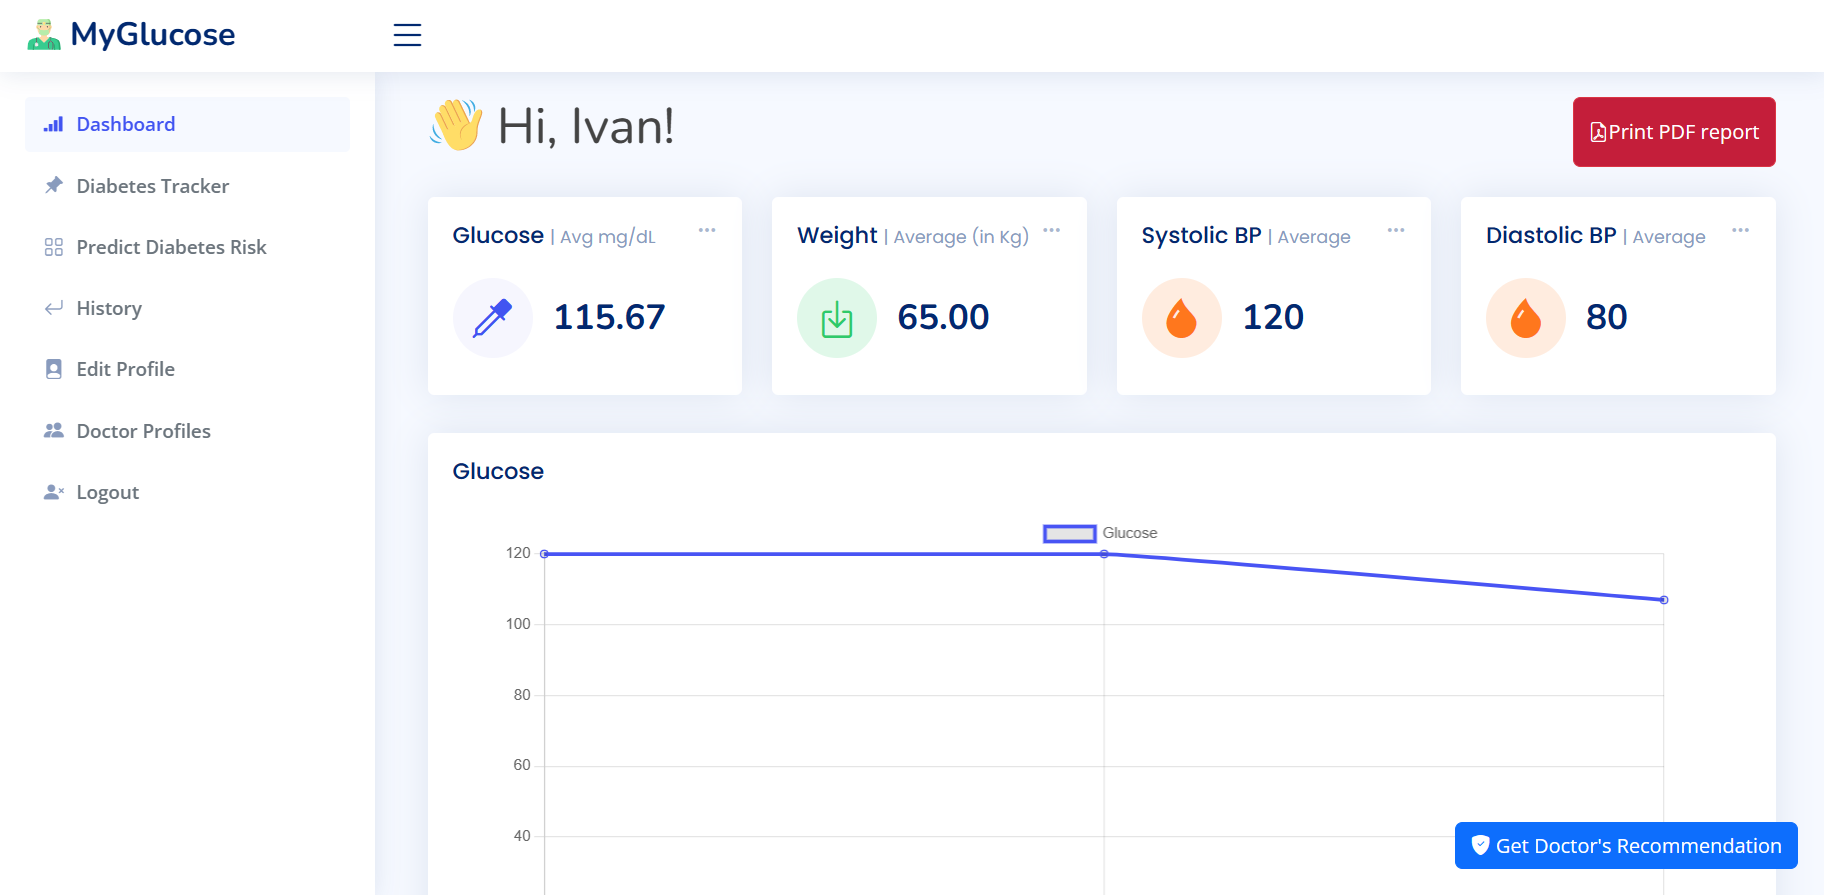 MyGlucose
Dashboard
Diabetes Tracker
Predict Diabetes Risk
History
Edit Profile
Doctor Profiles
Logout
Hi, Ivan!
Print PDF report
Glucose | Avg mg/dL
115.67
Weight | Average (in Kg)
65.00
Systolic BP | Average
120
Diastolic BP | Average
80
Glucose
Glucose
120
100
80
60
40
Get Doctor's Recommendation